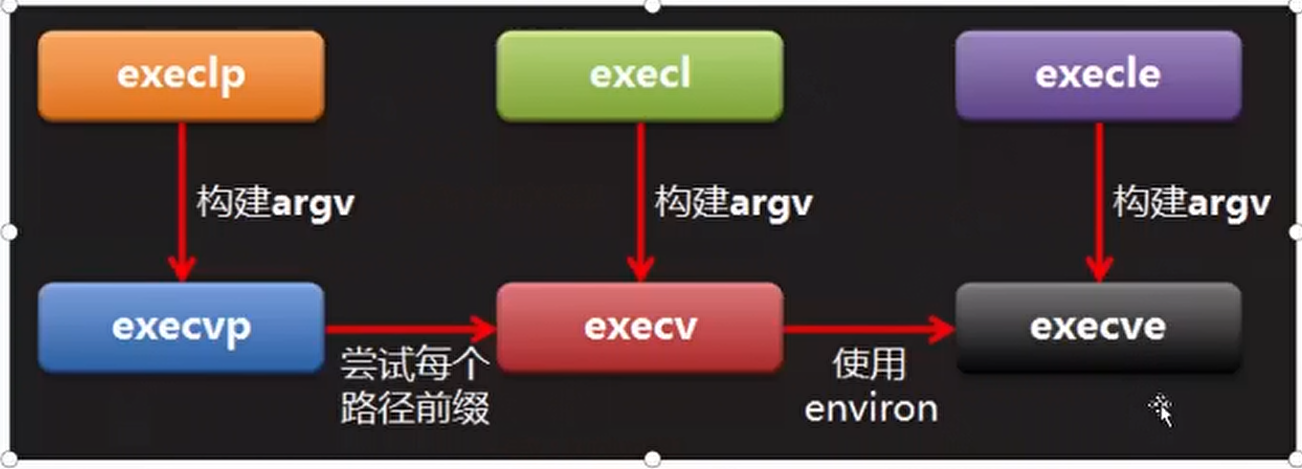 execlp
execl
execle
构建argv
构建argv
构建argv
execvp
execv
execve
尝试每个
路径前缀
使用
environ